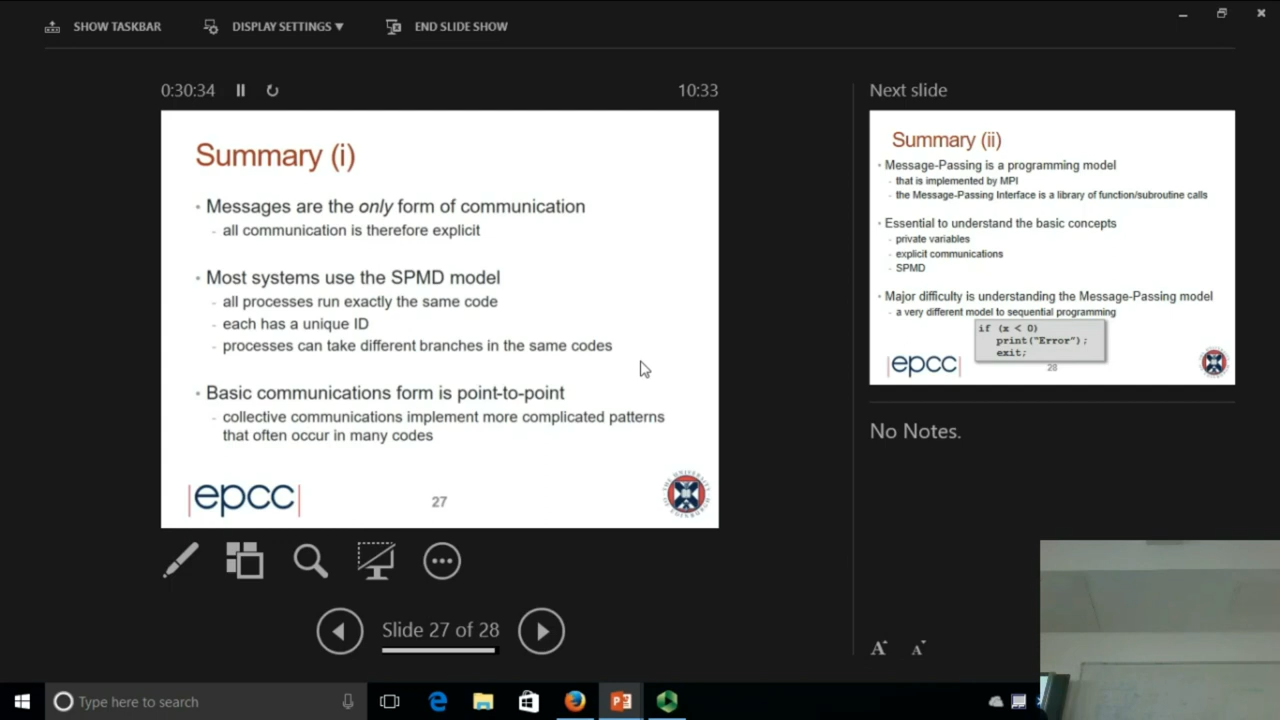 SHOW TASKBAR
DISPLAY SETTINGS ▼
END SLIDE SHOW
0:30:34
10:33
Summary (i)
• Messages are the only form of communication
- all communication is therefore explicit
• Most systems use the SPMD model
- all processes run exactly the same code
- each has a unique ID
- processes can take different branches in the same codes
• Basic communications form is point-to-point
- collective communications implement more complicated patterns
that often occur in many codes
|epcc|
27
THE UNIVERSITY OF EDINBURGH
Slide 27 of 28
Next slide
Summary (ii)
• Message-Passing is a programming model
- that is implemented by MPI
- the Message-Passing Interface is a library of function/subroutine calls
• Essential to understand the basic concepts
- private variables
- explicit communications
- SPMD
• Major difficulty is understanding the Message-Passing model
- a very different model to sequential programming
if (x < 0)
print("Error");
exit;
|epcc|
28
No Notes.
A A
Type here to search